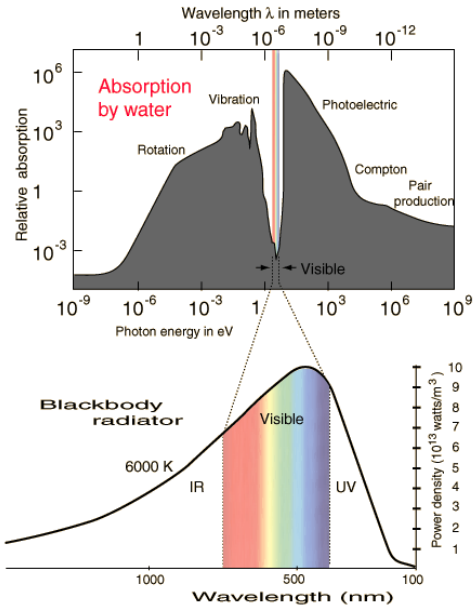 Wavelength λ in meters
1 10⁻³ 10⁻⁶ 10⁻⁹ 10⁻¹²
Absorption
by water
Relative absorption
10⁶
10³
1
10⁻³
Rotation
Vibration
Photoelectric
Compton
Pair
production
Visible
10⁻⁹ 10⁻⁶ 10⁻³ 1 10³ 10⁶ 10⁹
Photon energy in eV
Blackbody
radiator
6000 K
IR
Visible
UV
10
9
8
7
6
5
4
3
2
1
Power density (10¹³ watts/m³)
1000 500 100
Wavelength (nm)